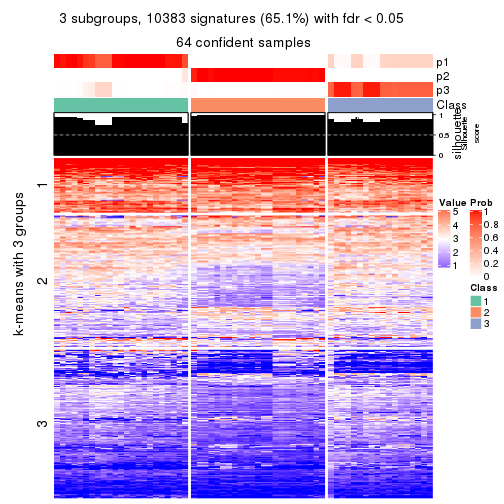 3 subgroups, 10383 signatures (65.1%) with fdr < 0.05
64 confident samples
p1
p2
p3
Class
1
0.5
0
silhouette
Silhouette
score
k-means with 3 groups
1
2
3
Value
5
4
3
2
1
Prob
1
0.8
0.6
0.4
0.2
0
Class
1
2
3